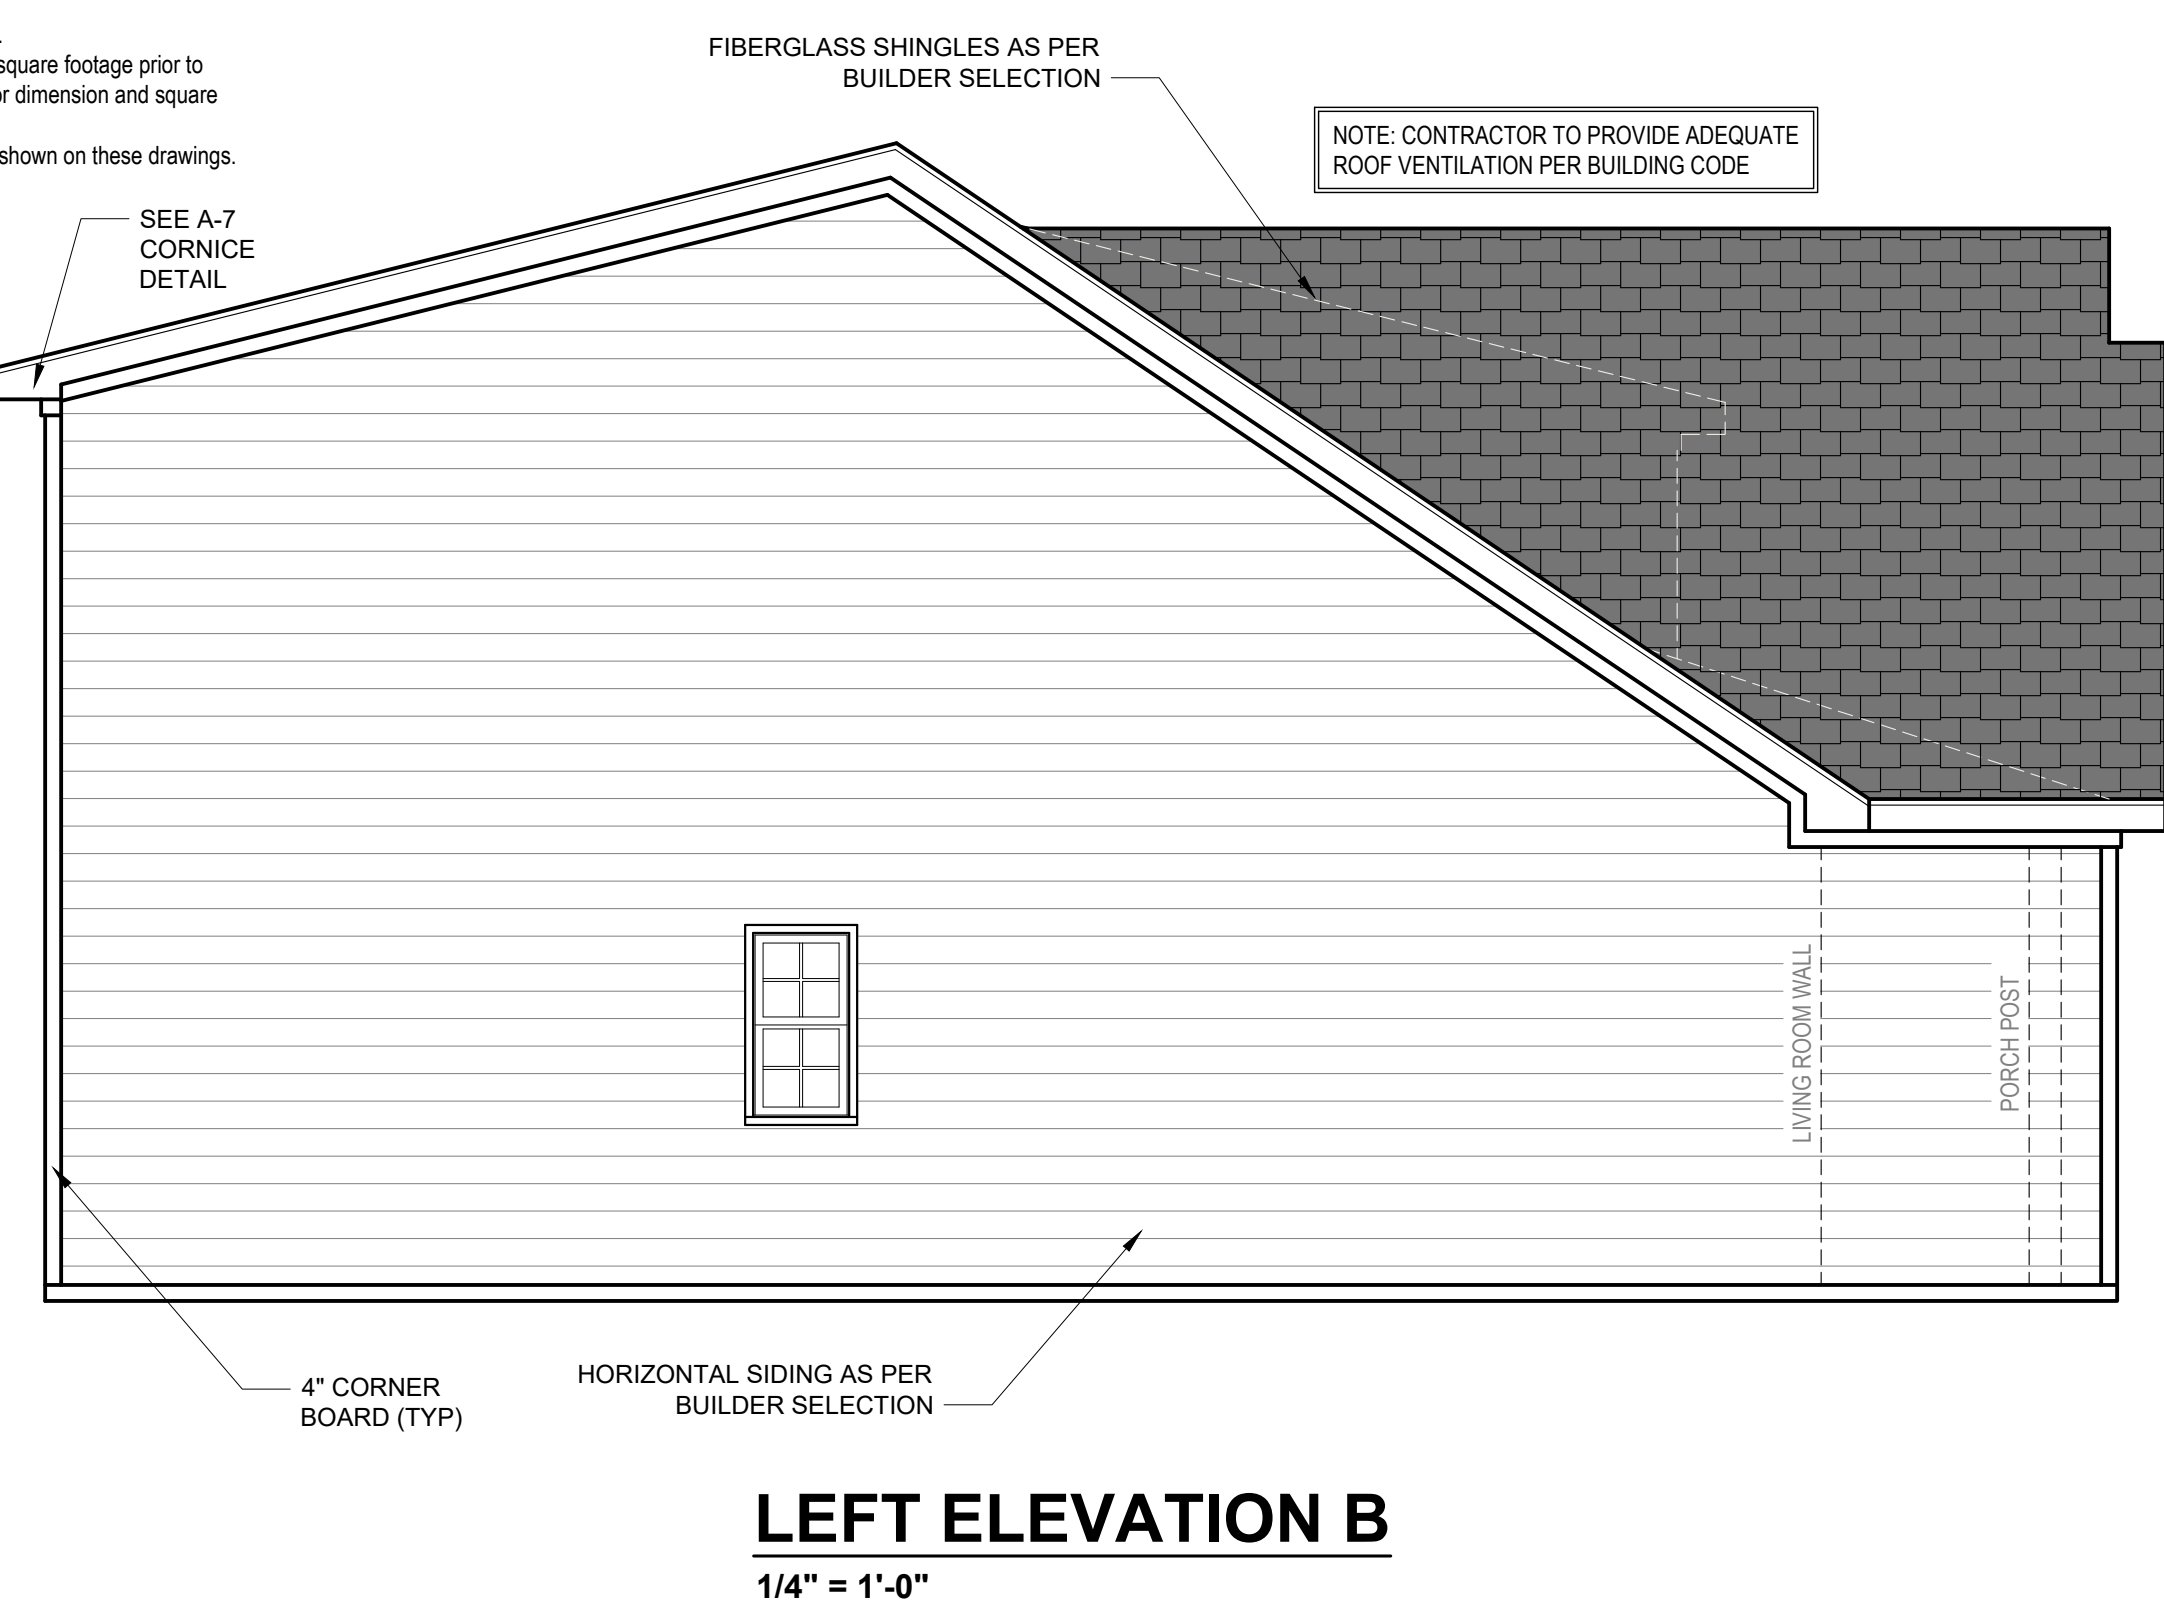 square footage prior to
or dimension and square
shown on these drawings.
FIBERGLASS SHINGLES AS PER
BUILDER SELECTION
NOTE: CONTRACTOR TO PROVIDE ADEQUATE
ROOF VENTILATION PER BUILDING CODE
SEE A-7
CORNICE
DETAIL
LIVING ROOM WALL
PORCH POST
4" CORNER
BOARD (TYP)
HORIZONTAL SIDING AS PER
BUILDER SELECTION
LEFT ELEVATION B
1/4" = 1'-0"